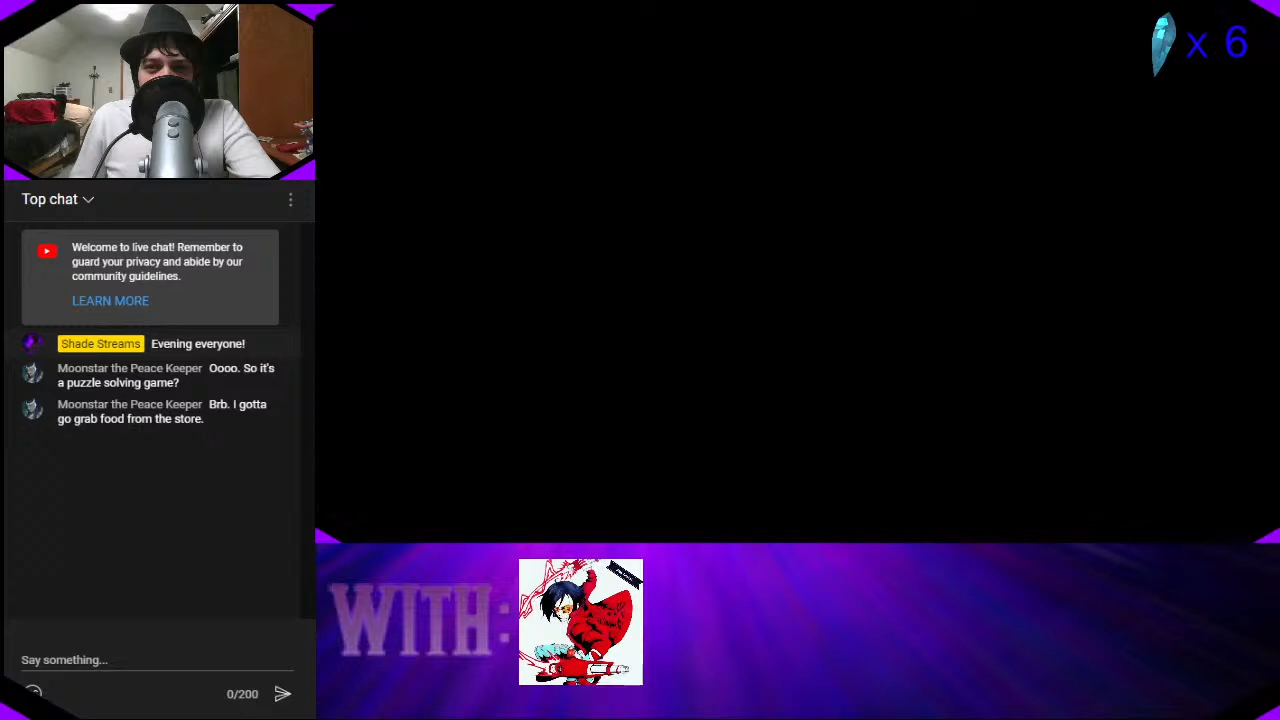 x 6
Top chat
Welcome to live chat! Remember to
guard your privacy and abide by our
community guidelines.
LEARN MORE
Shade Streams Evening everyone!
Moonstar the Peace Keeper Oooo. So it's
a puzzle solving game?
Moonstar the Peace Keeper Brb. I gotta
go grab food from the store.
Say something...
0/200
WITH: